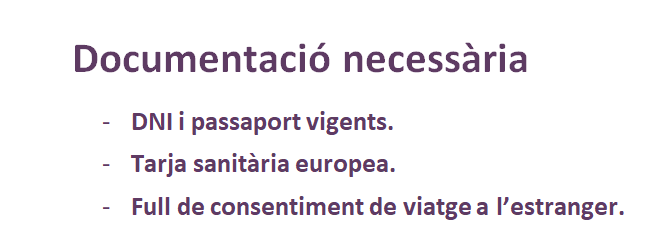 Documentació necessària
- DNI i passaport vigents.
- Tarja sanitària europea.
- Full de consentiment de viatge a l’estranger.